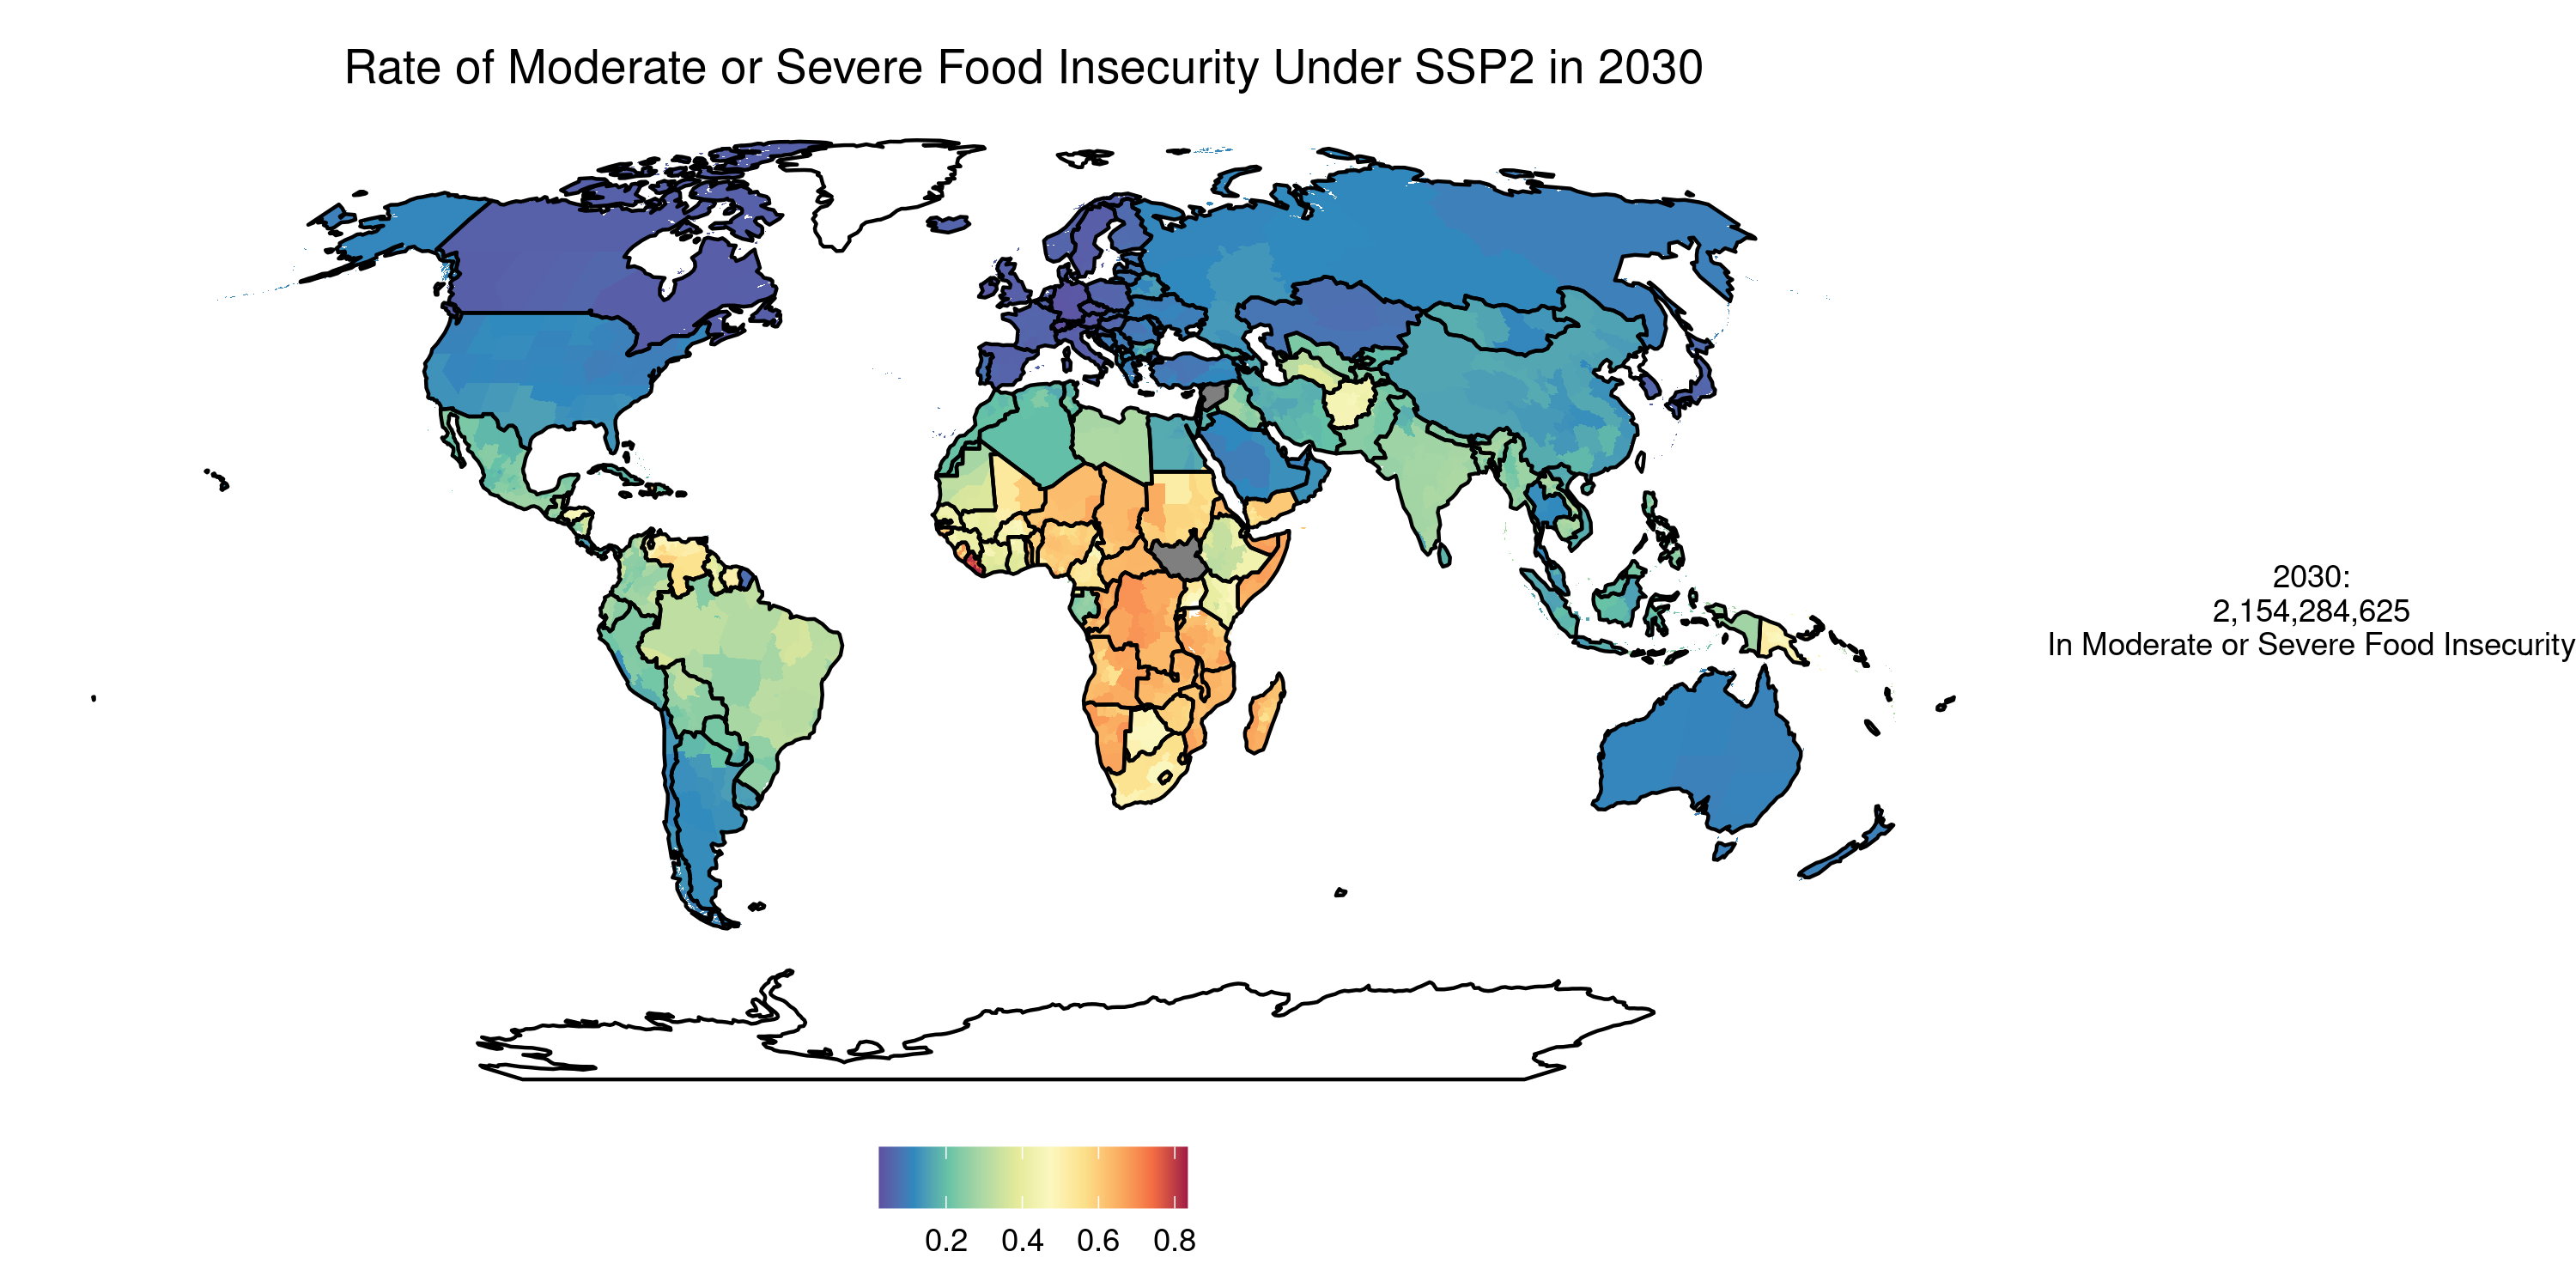 Rate of Moderate or Severe Food Insecurity Under SSP2 in 2030
2030:
2,154,284,625
In Moderate or Severe Food Insecurity
0.2 0.4 0.6 0.8